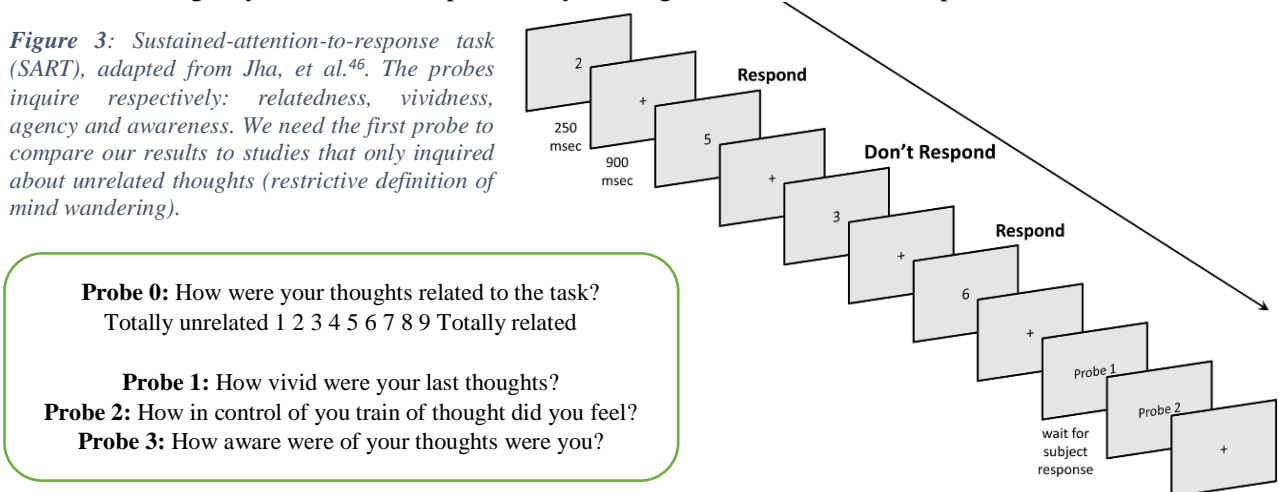 Figure 3: Sustained-attention-to-response task
(SART), adapted from Jha, et al.46. The probes
inquire respectively: relatedness, vividness,
agency and awareness. We need the first probe to
compare our results to studies that only inquired
about unrelated thoughts (restrictive definition of
mind wandering).
Probe 0: How were your thoughts related to the task?
Totally unrelated 1 2 3 4 5 6 7 8 9 Totally related
Probe 1: How vivid were your last thoughts?
Probe 2: How in control of you train of thought did you feel?
Probe 3: How aware were of your thoughts were you?
2
250
msec
+
900
msec
Respond
5
+
Don't Respond
3
+
Respond
6
+
Probe 1
wait for
subject
response
Probe 2
+